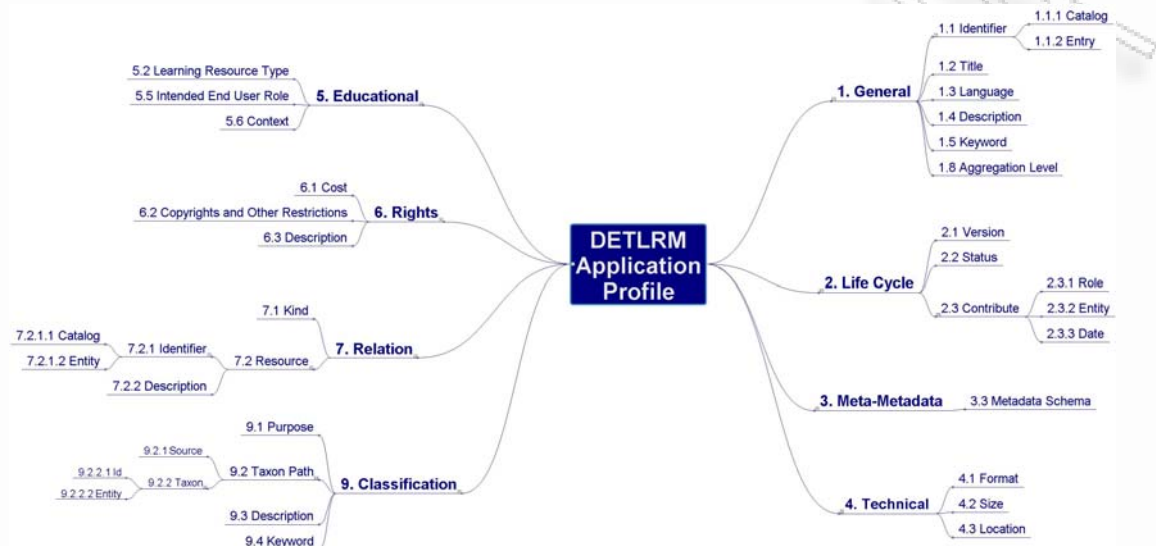 DETLRM
Application
Profile
1. General
1.1 Identifier
1.1.1 Catalog
1.1.2 Entry
1.2 Title
1.3 Language
1.4 Description
1.5 Keyword
1.8 Aggregation Level
2. Life Cycle
2.1 Version
2.2 Status
2.3 Contribute
2.3.1 Role
2.3.2 Entity
2.3.3 Date
3. Meta-Metadata
3.3 Metadata Schema
4. Technical
4.1 Format
4.2 Size
4.3 Location
5. Educational
5.2 Learning Resource Type
5.5 Intended End User Role
5.6 Context
6. Rights
6.1 Cost
6.2 Copyrights and Other Restrictions
6.3 Description
7. Relation
7.1 Kind
7.2 Resource
7.2.1 Identifier
7.2.1.1 Catalog
7.2.1.2 Entity
7.2.2 Description
9. Classification
9.1 Purpose
9.2 Taxon Path
9.2.1 Source
9.2.2 Taxon
9.2.2.1 Id
9.2.2.2 Entity
9.3 Description
9.4 Keyword